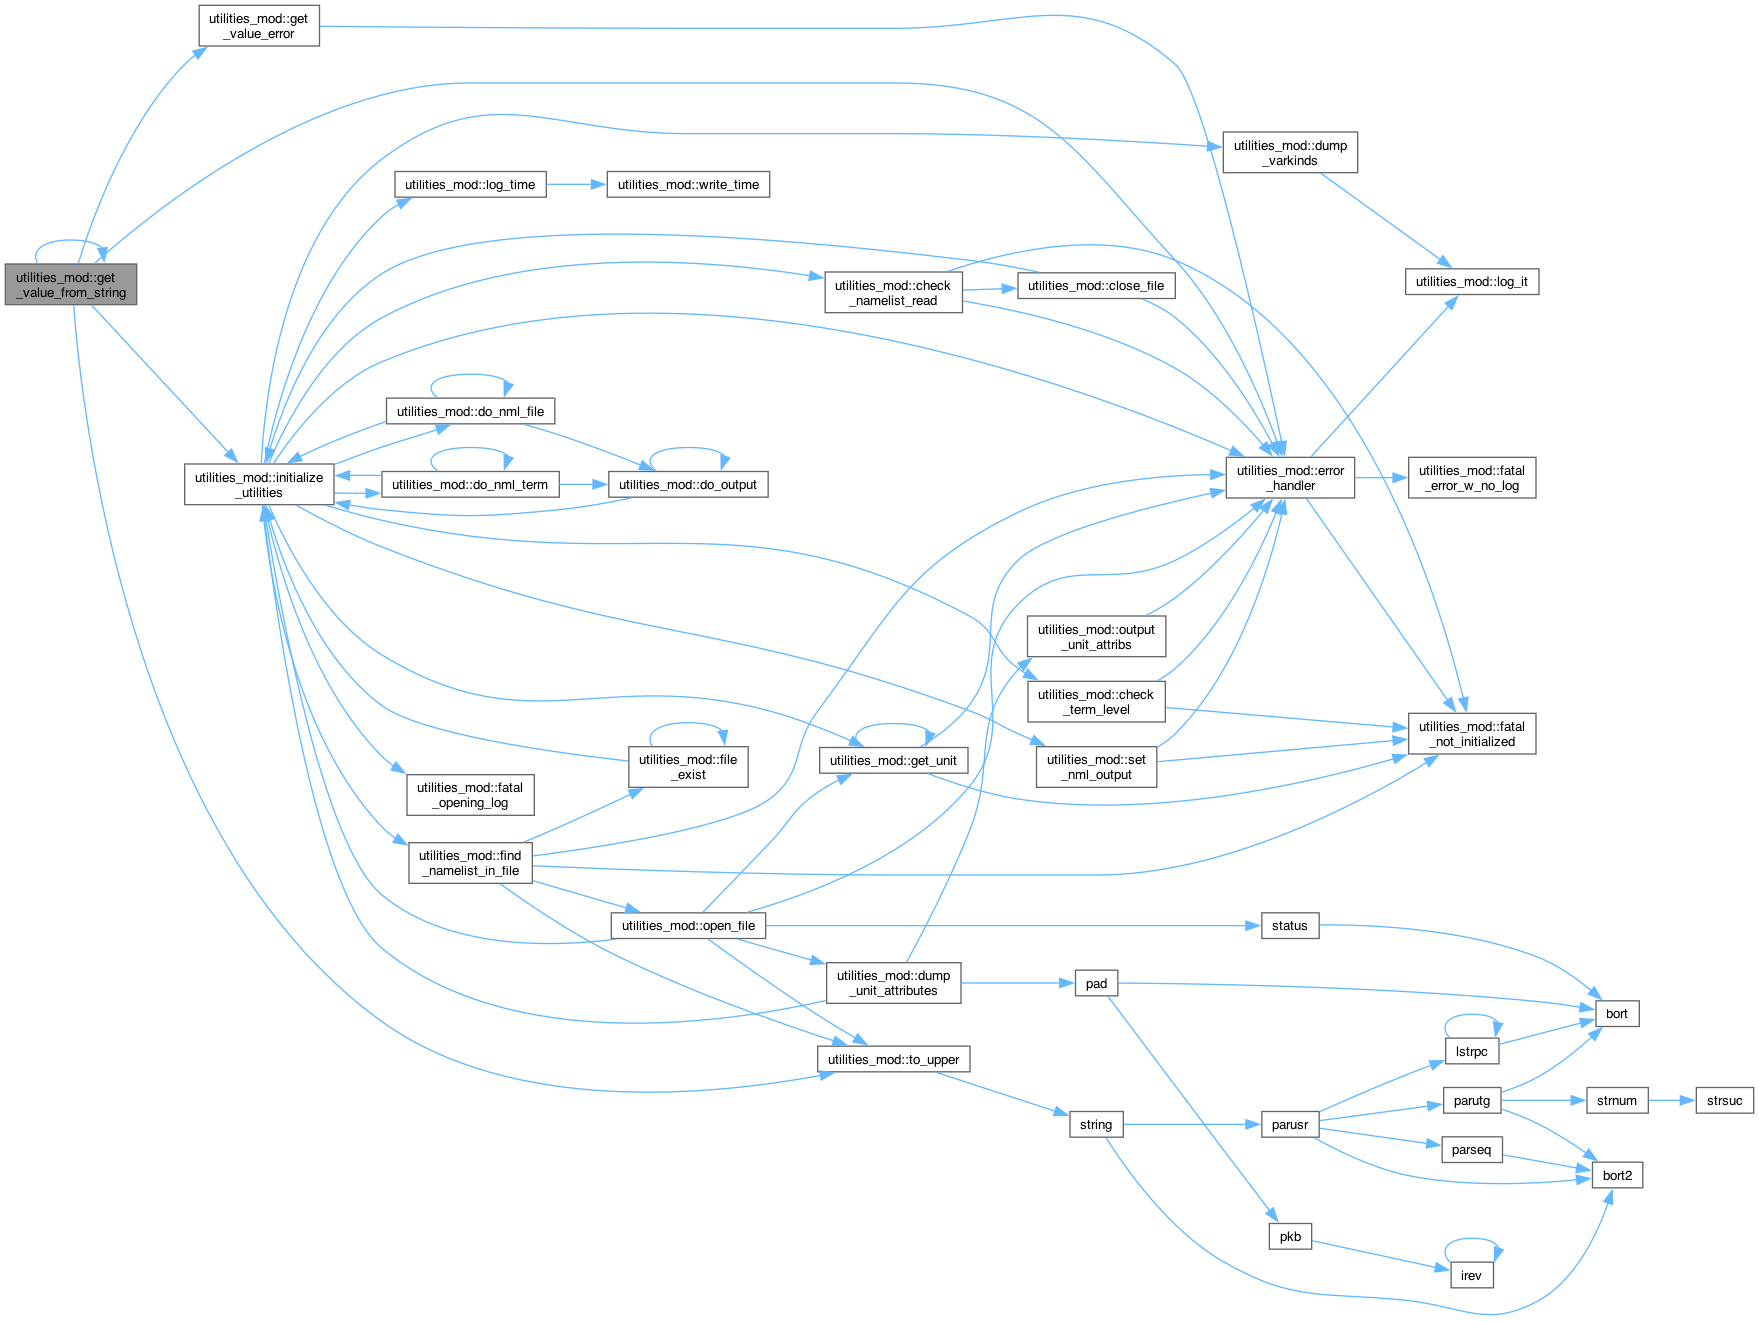 utilities_mod::get
_value_error
utilities_mod::dump
_varkinds
utilities_mod::log_time
utilities_mod::write_time
utilities_mod::get
_value_from_string
utilities_mod::check
_namelist_read
utilities_mod::close_file
utilities_mod::log_it
utilities_mod::do_nml_file
utilities_mod::initialize
_utilities
utilities_mod::do_nml_term
utilities_mod::do_output
utilities_mod::error
_handler
utilities_mod::fatal
_error_w_no_log
utilities_mod::output
_unit_attribs
utilities_mod::check
_term_level
utilities_mod::fatal
_not_initialized
utilities_mod::file
_exist
utilities_mod::get_unit
utilities_mod::set
_nml_output
utilities_mod::fatal
_opening_log
utilities_mod::find
_namelist_in_file
utilities_mod::open_file
status
utilities_mod::dump
_unit_attributes
pad
bort
lstrpc
utilities_mod::to_upper
parutg
strnum
strsuc
string
parusr
parseq
bort2
pkb
irev